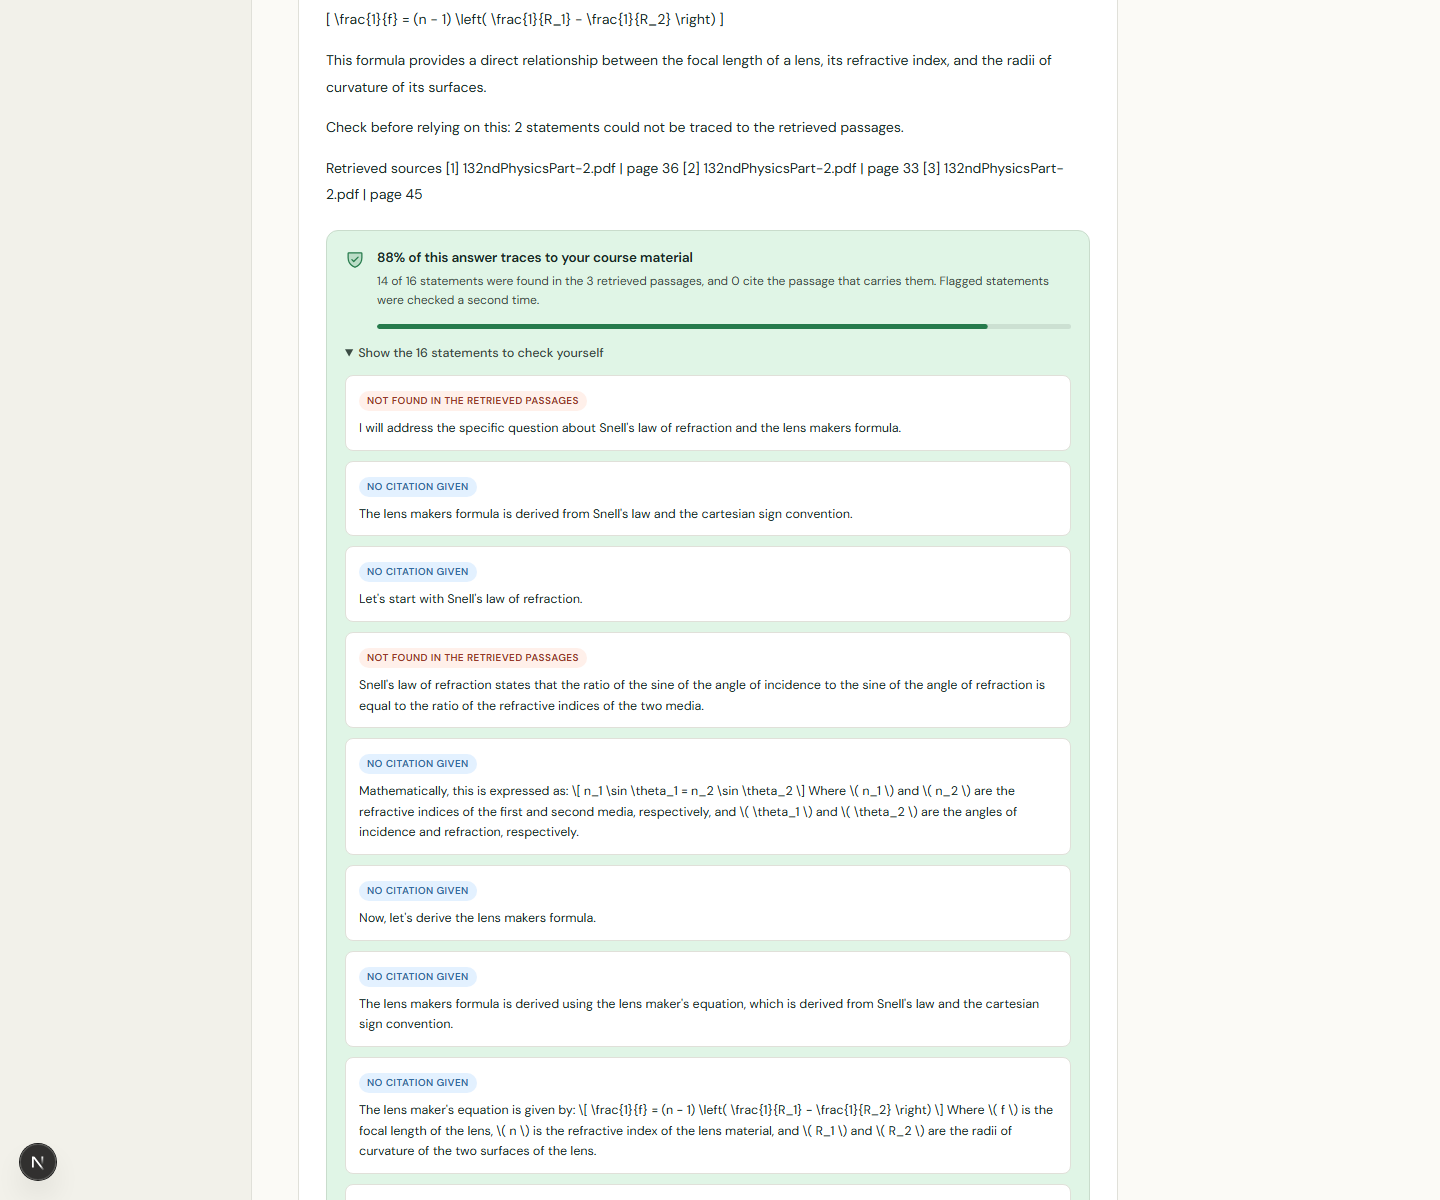 [ \frac{1}{f} = (n - 1) \left( \frac{1}{R_1} - \frac{1}{R_2} \right) ]
This formula provides a direct relationship between the focal length of a lens, its refractive index, and the radii of
curvature of its surfaces.
Check before relying on this: 2 statements could not be traced to the retrieved passages.
Retrieved sources [1] 132ndPhysicsPart-2.pdf | page 36 [2] 132ndPhysicsPart-2.pdf | page 33 [3] 132ndPhysicsPart-
2.pdf | page 45
88% of this answer traces to your course material
14 of 16 statements were found in the 3 retrieved passages, and 0 cite the passage that carries them. Flagged statements
were checked a second time.
▼ Show the 16 statements to check yourself
NOT FOUND IN THE RETRIEVED PASSAGES
I will address the specific question about Snell's law of refraction and the lens makers formula.
NO CITATION GIVEN
The lens makers formula is derived from Snell's law and the cartesian sign convention.
NO CITATION GIVEN
Let's start with Snell's law of refraction.
NOT FOUND IN THE RETRIEVED PASSAGES
Snell's law of refraction states that the ratio of the sine of the angle of incidence to the sine of the angle of refraction is
equal to the ratio of the refractive indices of the two media.
NO CITATION GIVEN
Mathematically, this is expressed as: \[ n_1 \sin \theta_1 = n_2 \sin \theta_2 \] Where \( n_1 \) and \( n_2 \) are the
refractive indices of the first and second media, respectively, and \( \theta_1 \) and \( \theta_2 \) are the angles of
incidence and refraction, respectively.
NO CITATION GIVEN
Now, let's derive the lens makers formula.
NO CITATION GIVEN
The lens makers formula is derived using the lens maker's equation, which is derived from Snell's law and the cartesian
sign convention.
NO CITATION GIVEN
The lens maker's equation is given by: \[ \frac{1}{f} = (n - 1) \left( \frac{1}{R_1} - \frac{1}{R_2} \right) \] Where \( f \) is the
focal length of the lens, \( n \) is the refractive index of the lens material, and \( R_1 \) and \( R_2 \) are the radii of
curvature of the two surfaces of the lens.
N